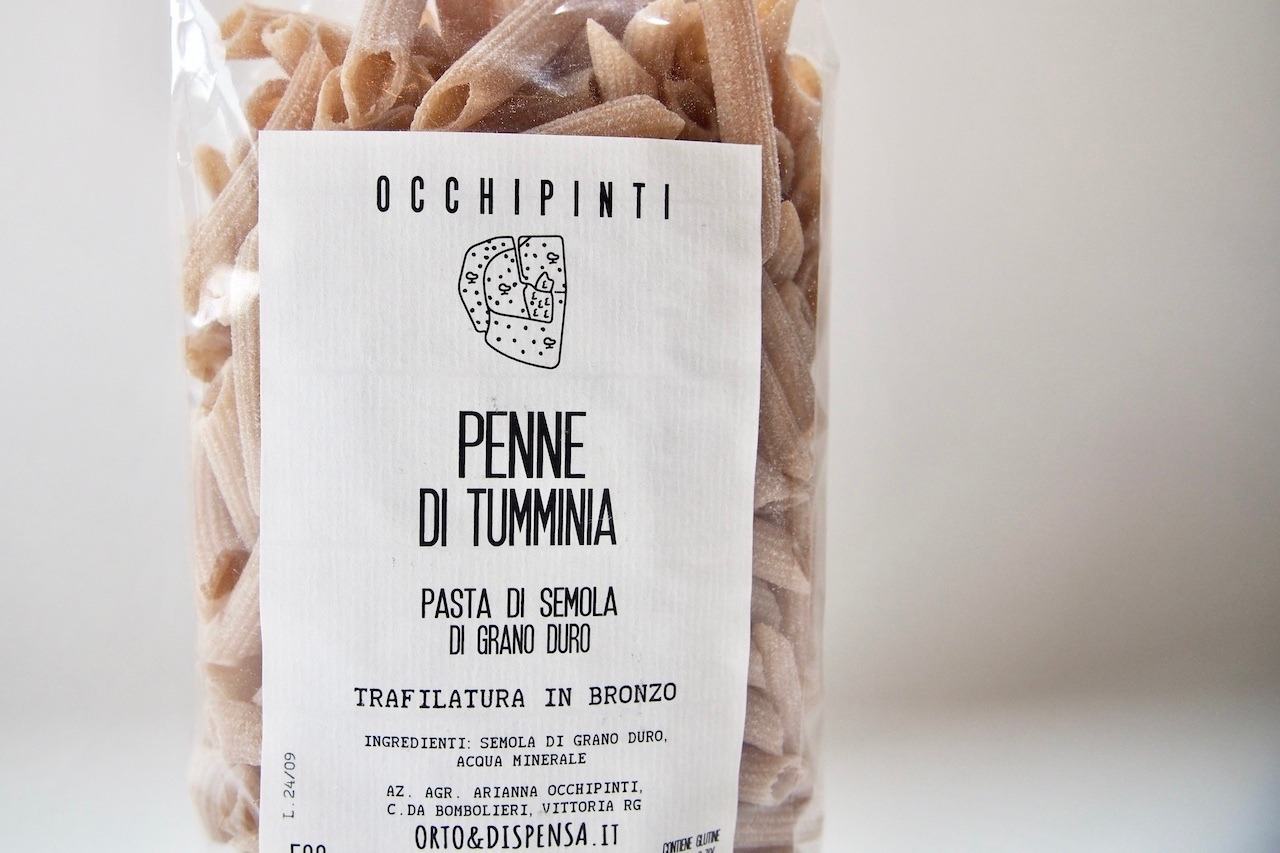 OCCHIPINTI
PENNE
DI TUMMINIA
PASTA DI SEMOLA
DI GRANO DURO
TRAFILATURA IN BRONZO
INGREDIENTI: SEMOLA DI GRANO DURO,
ACQUA MINERALE
L. 24/09
AZ. AGR. ARIANNA OCCHIPINTI,
C.DA BOMBOLIERI, VITTORIA RG
ORTO&DISPENSA.IT
CONTIENE GLUTINE